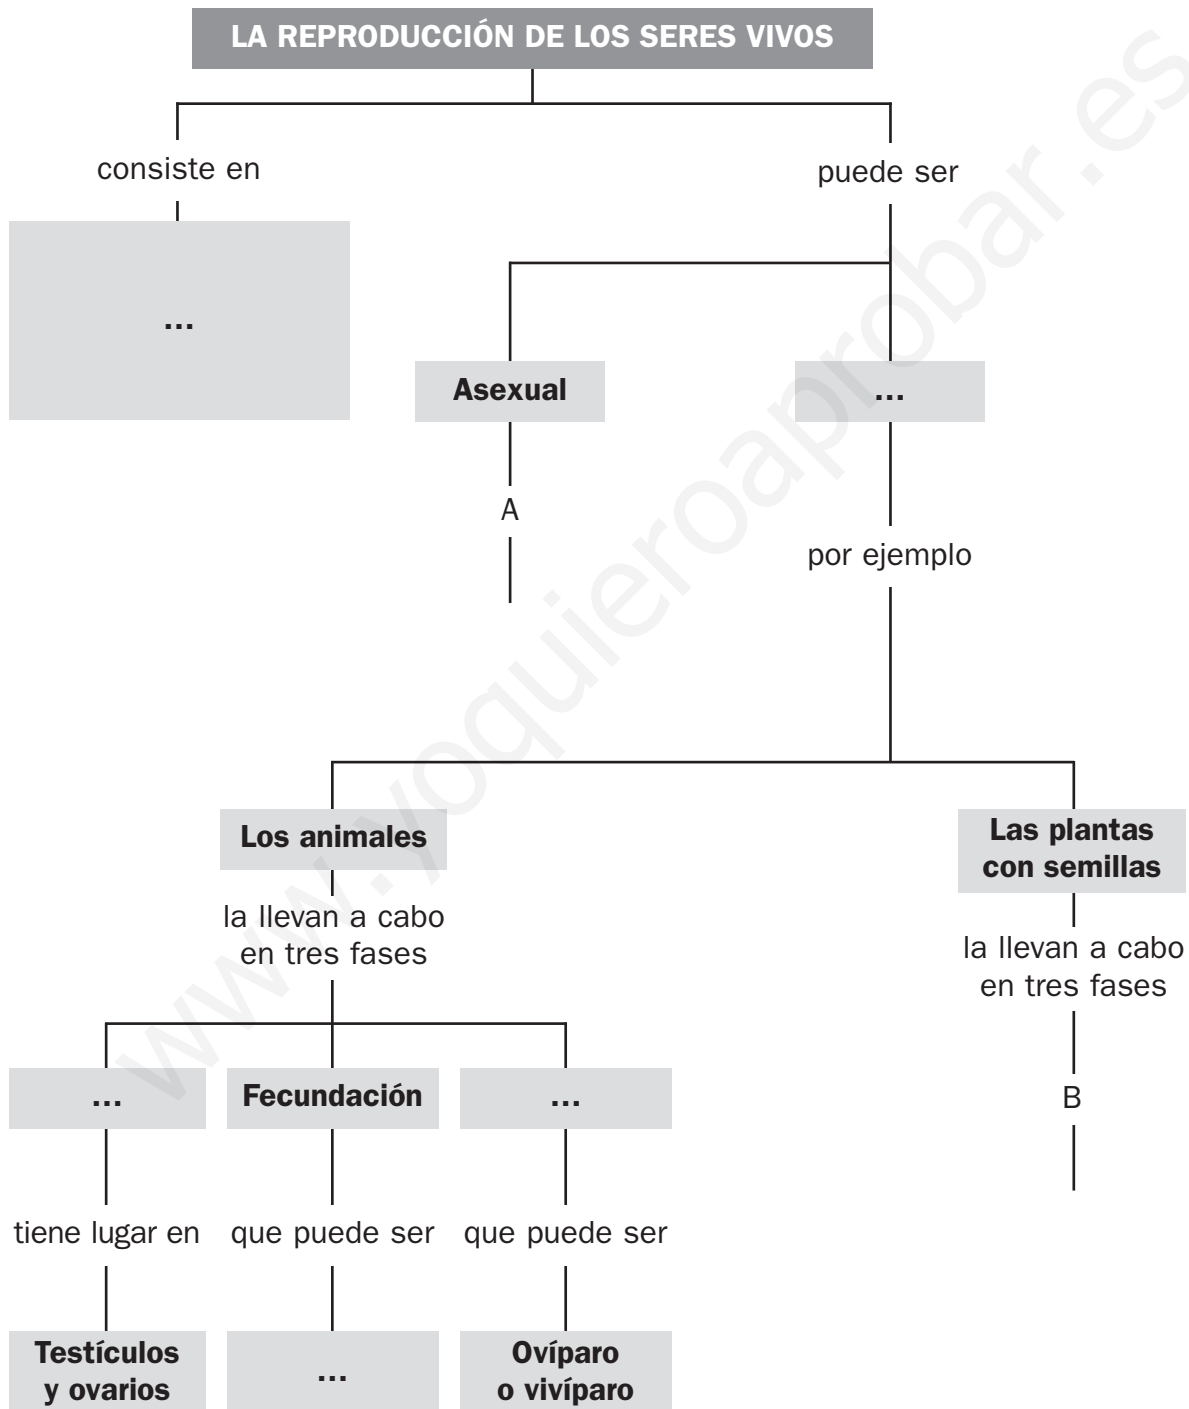 LA REPRODUCCIÓN DE LOS SERES VIVOS
consiste en
puede ser
...
Asexual
...
A
por ejemplo
Los animales
Las plantas
con semillas
la llevan a cabo
en tres fases
la llevan a cabo
en tres fases
...
Fecundación
...
B
tiene lugar en
que puede ser
que puede ser
Testículos
y ovarios
...
Ovíparo
o vivíparo
www.yoquieroaprobar.es